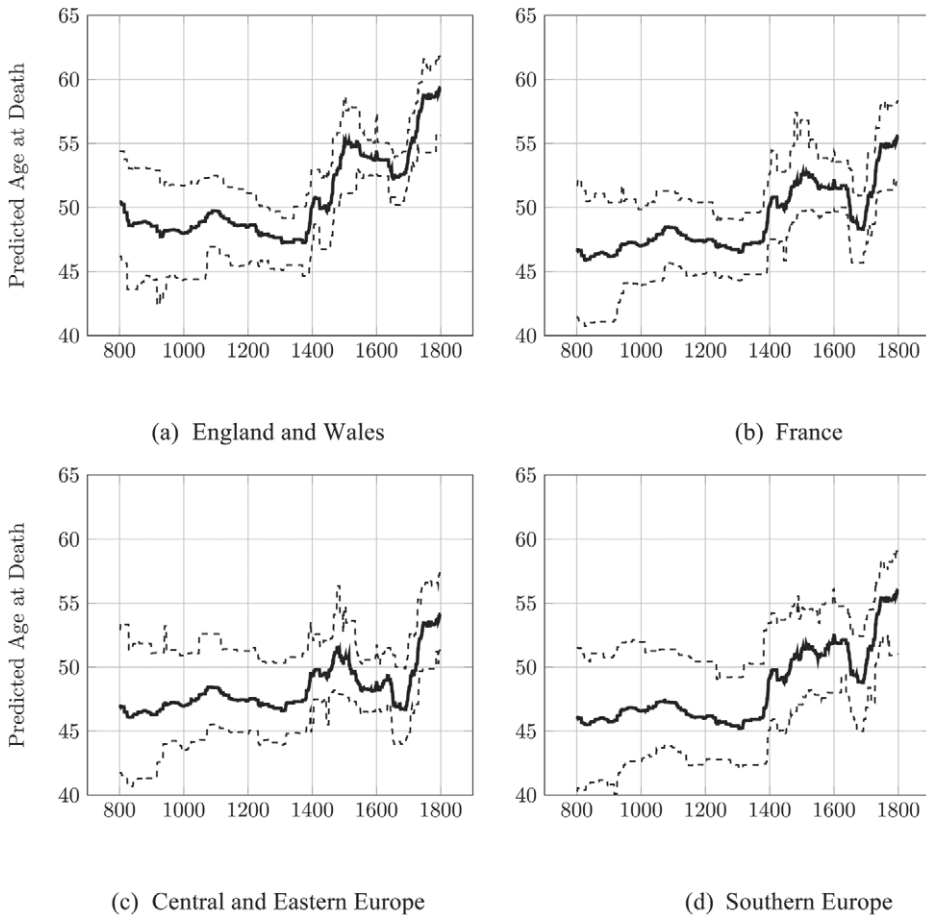 65
60
55
50
45
40
Predicted Age at Death
800 1000 1200 1400 1600 1800
(a) England and Wales
65
60
55
50
45
40
800 1000 1200 1400 1600 1800
(b) France
65
60
55
50
45
40
Predicted Age at Death
800 1000 1200 1400 1600 1800
(c) Central and Eastern Europe
65
60
55
50
45
40
800 1000 1200 1400 1600 1800
(d) Southern Europe